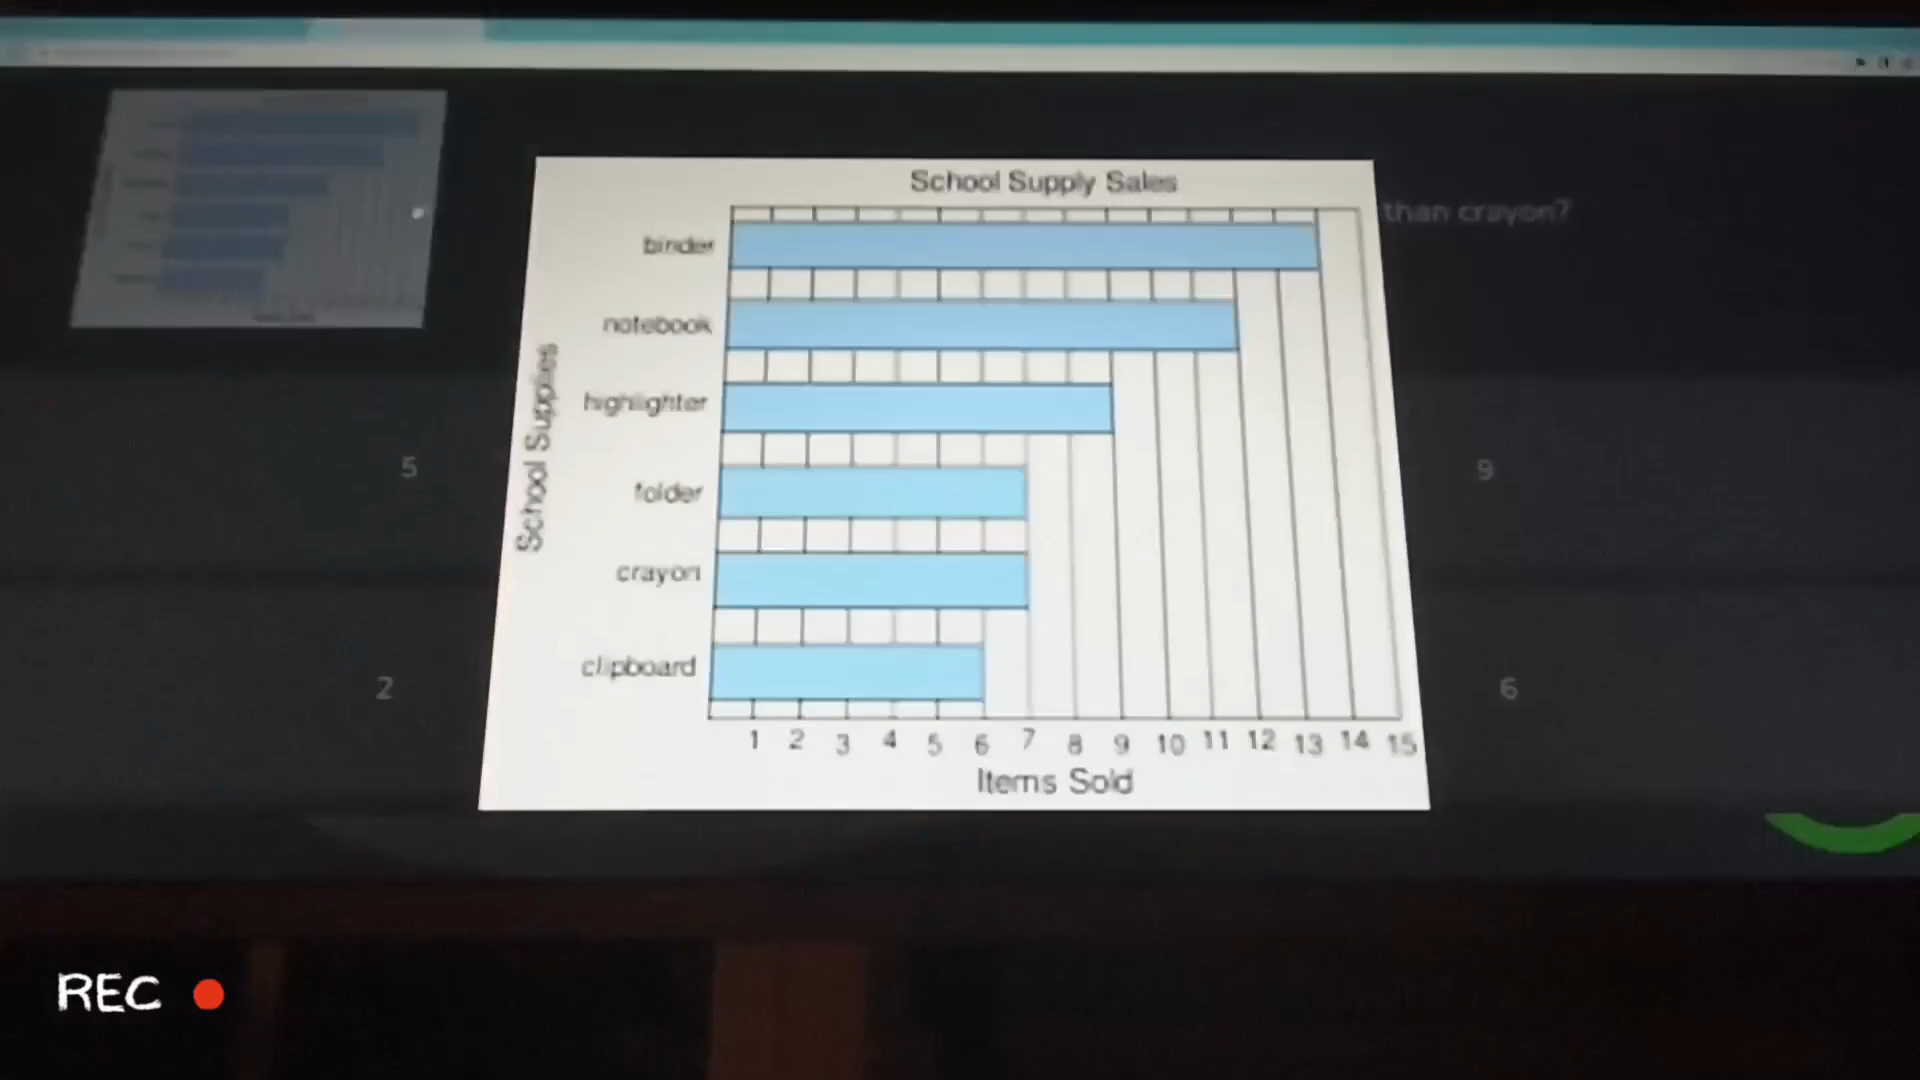 School Supply Sales
than crayon?
binder
notebook
highlighter
folder
crayon
clipboard
School Supplies
1 2 3 4 5 6 7 8 9 10 11 12 13 14 15
Items Sold
5
9
2
6
REC